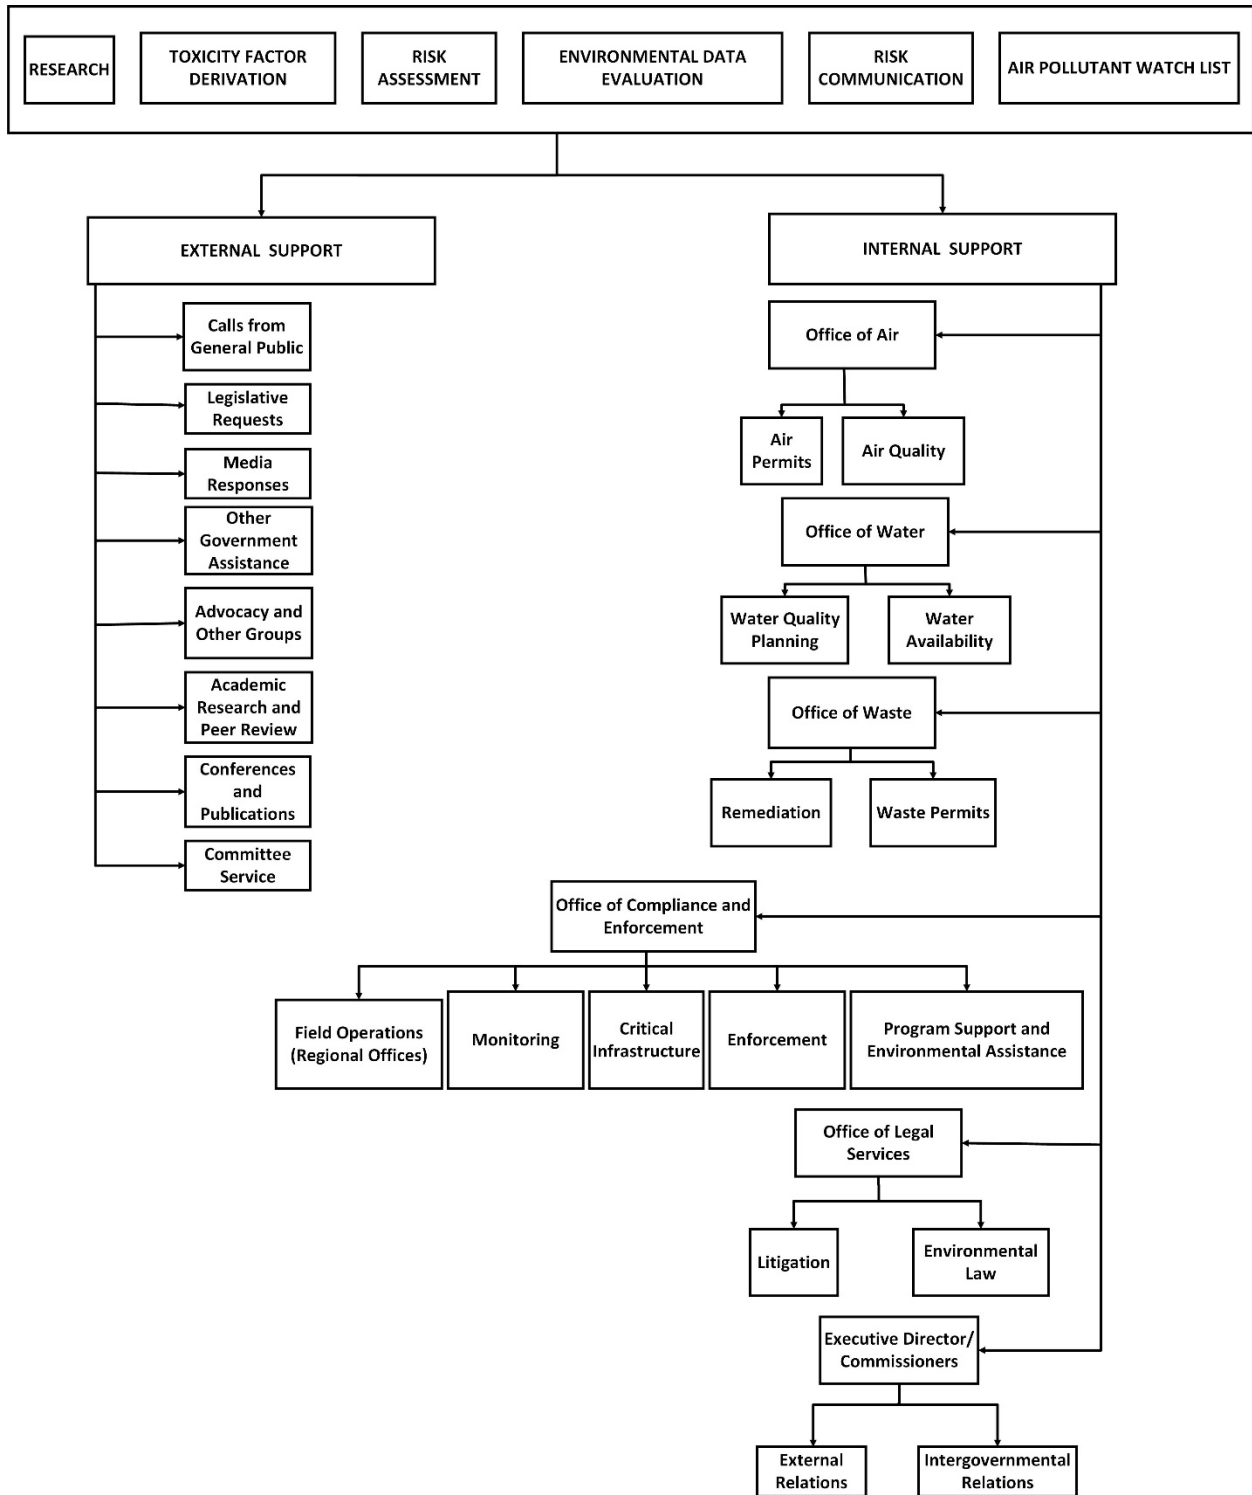 RESEARCH
TOXICITY FACTOR
DERIVATION
RISK
ASSESSMENT
ENVIRONMENTAL DATA
EVALUATION
RISK
COMMUNICATION
AIR POLLUTANT WATCH LIST
EXTERNAL SUPPORT
Calls from
General Public
Legislative
Requests
Media
Responses
Other
Government
Assistance
Advocacy and
Other Groups
Academic
Research and
Peer Review
Conferences
and
Publications
Committee
Service
INTERNAL SUPPORT
Office of Air
Air
Permits
Air Quality
Office of Water
Water Quality
Planning
Water
Availability
Office of Waste
Remediation
Waste Permits
Office of Compliance and
Enforcement
Field Operations
(Regional Offices)
Monitoring
Critical
Infrastructure
Enforcement
Program Support and
Environmental Assistance
Office of Legal
Services
Litigation
Environmental
Law
Executive Director/
Commissioners
External
Relations
Intergovernmental
Relations